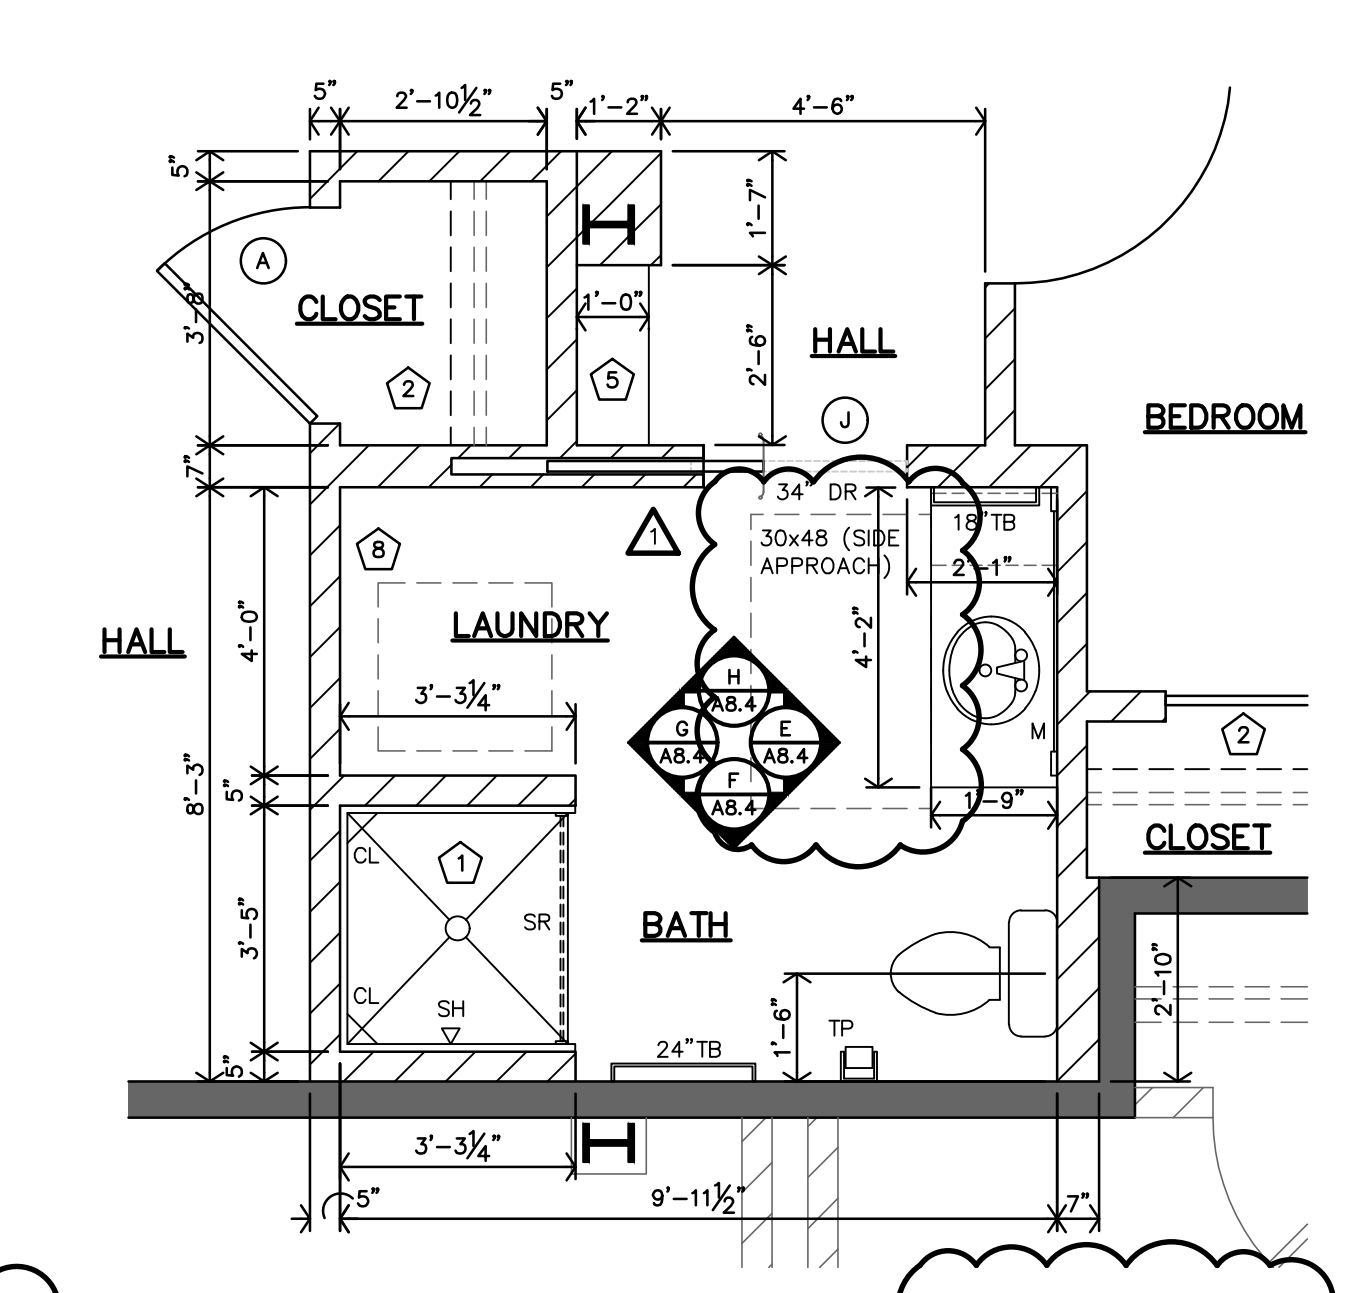 5" 2'-10½" 5" 1'-2" 4'-6"
5"
1'-7"
A
3'-8"
CLOSET
1'-0"
HALL
2'-6"
2
5
J
BEDROOM
7"
34" DR
18"TB
1
30x48 (SIDE
APPROACH)
8
2'-1"
HALL
4'-0"
LAUNDRY
4'-2"
3'-3¼"
H
A8.4
G
A8.4
E
A8.4
F
A8.4
M
2
8'-3"
5"
1'-9"
CLOSET
CL
1
3'-5"
SR
BATH
CL
SH
2'-10"
1'-6"
TP
24"TB
5"
3'-3¼"
5"
9'-11½"
7"